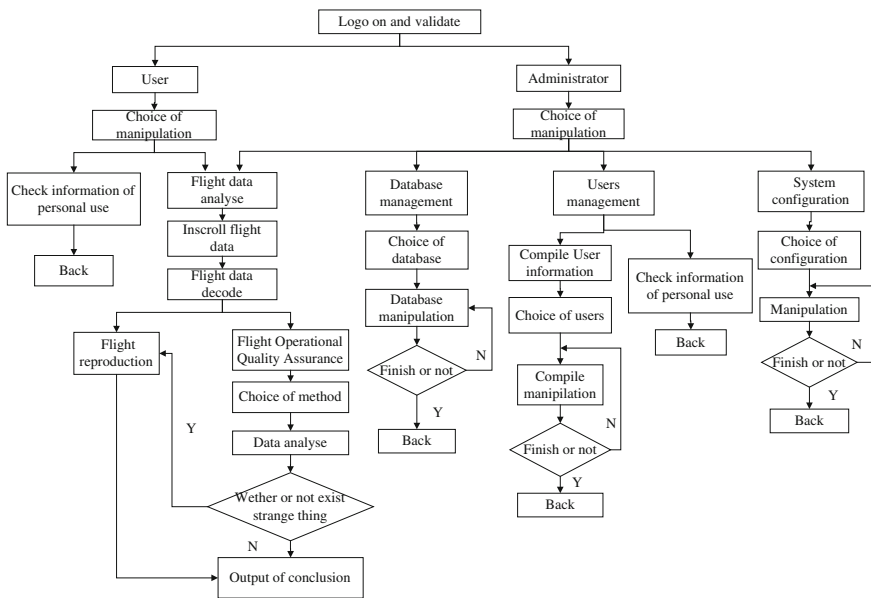 Logo on and validate
User
Administrator
Choice of
manipulation
Choice of
manipulation
Check information of
personal use
Flight data
analyse
Database
management
Users
management
System
configuration
Inscroll flight
data
Choice of
database
Compile User
information
Choice of
configuration
Back
Flight data
decode
Check information
of personal use
Database
manipulation
Choice of users
Manipulation
Flight
reproduction
Flight Operational
Quality Assurance
N
Back
N
Finish or not
Finish or not
Compile
manipilation
Choice of method
Y
N
Y
Y
Data analyse
Back
Back
Finish or not
Y
Wether or not exist
strange thing
Back
N
Output of conclusion